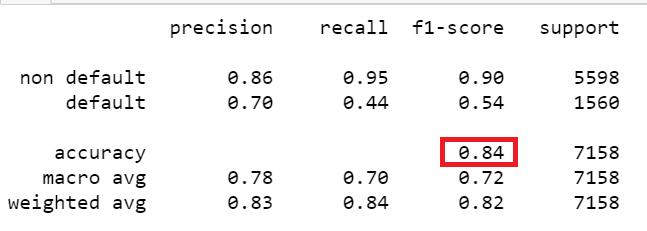 precision recall f1-score support
non default 0.86 0.95 0.90 5598
default 0.70 0.44 0.54 1560
accuracy 0.84 7158
macro avg 0.78 0.70 0.72 7158
weighted avg 0.83 0.84 0.82 7158